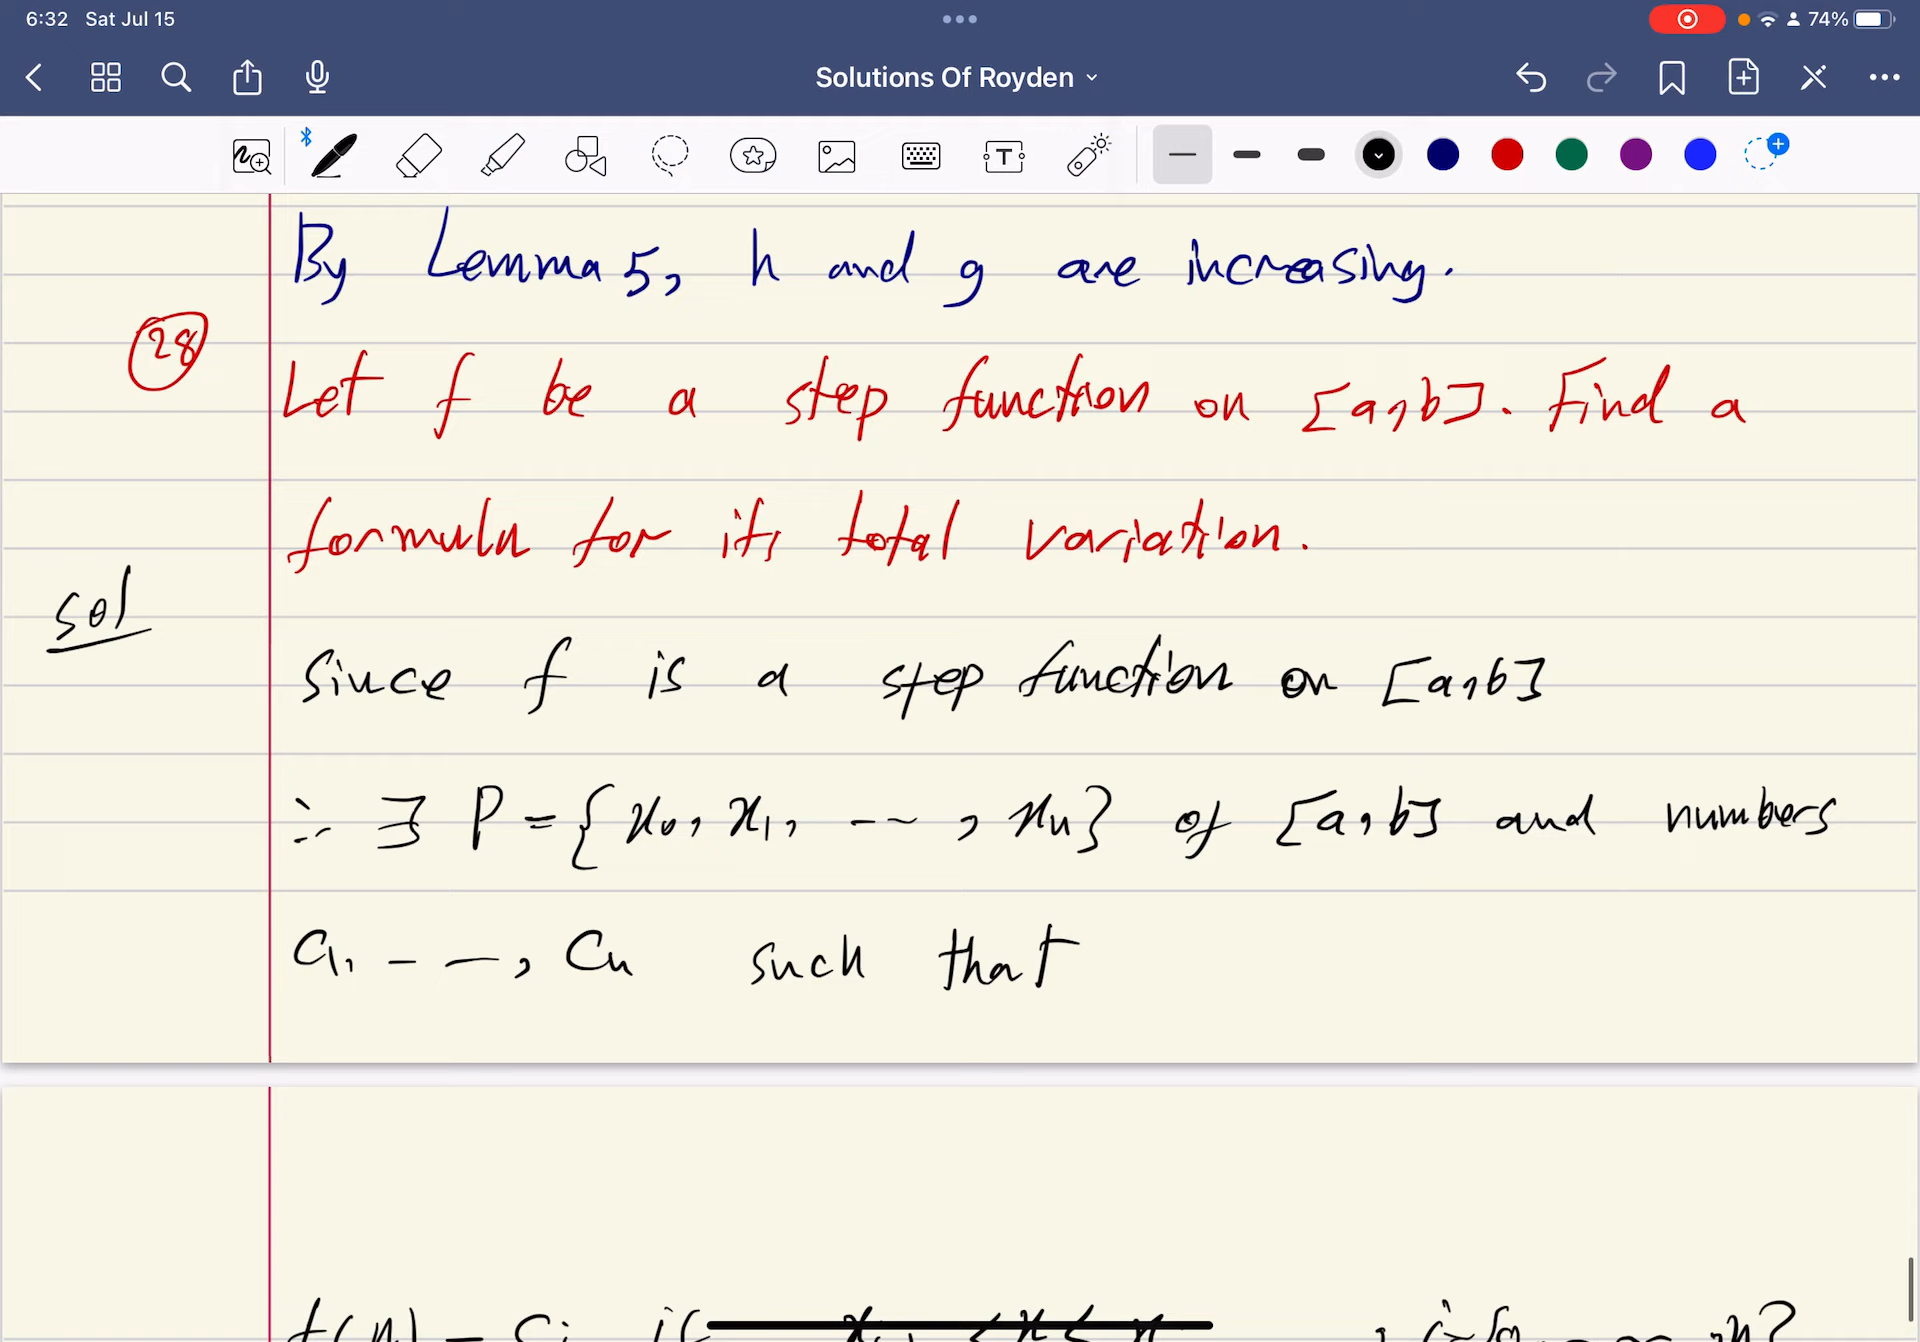 6:32 Sat Jul 15
74%
Solutions Of Royden
By Lemma 5, h and g are increasing.
28
Let f be a step function on [a,b]. Find a
formula for its total variation.
sol
Since f is a step function on [a,b]
∴ ∃ P = {x₀, x₁, -- , xₙ} of [a,b] and numbers
C₁, - -, Cₙ such that